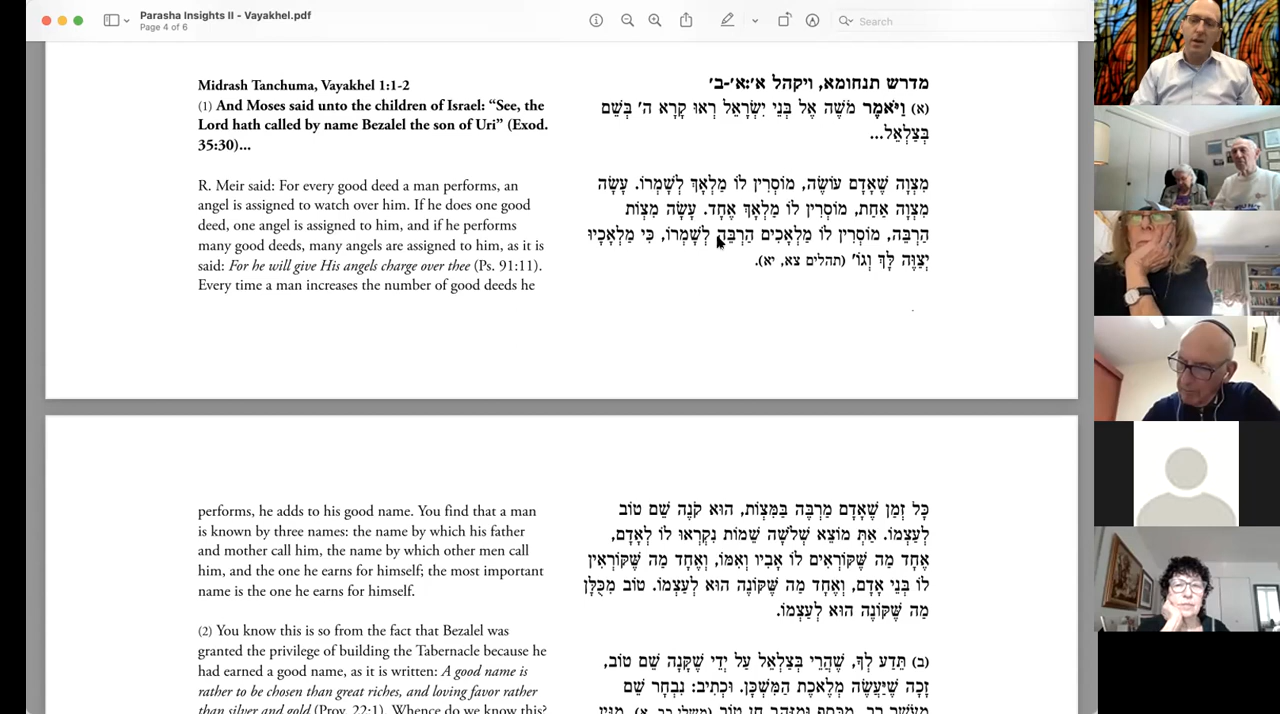 Parasha Insights II - Vayakhel.pdf
Page 4 of 6
Search
Midrash Tanchuma, Vayakhel 1:1-2
(1) And Moses said unto the children of Israel: “See, the
Lord hath called by name Bezalel the son of Uri” (Exod.
35:30)...
R. Meir said: For every good deed a man performs, an
angel is assigned to watch over him. If he does one good
deed, one angel is assigned to him, and if he performs
many good deeds, many angels are assigned to him, as it is
said: For he will give His angels charge over thee (Ps. 91:11).
Every time a man increases the number of good deeds he
מדרש תנחומא, ויקהל א׳:א׳-ב׳
(א) וַיֹּאמֶר מֹשֶׁה אֶל בְּנֵי יִשְׂרָאֵל רְאוּ קָרָא ה׳ בְּשֵׁם
בְּצַלְאֵל...
מִצְוָה שֶׁאָדָם עוֹשֶׂה, מוֹסְרִין לוֹ מַלְאָךְ לְשָׁמְרוֹ. עָשָׂה
מִצְוָה אַחַת, מוֹסְרִין לוֹ מַלְאָךְ אֶחָד. עָשָׂה מִצְוֹת
הַרְבֵּה, מוֹסְרִין לוֹ מַלְאָכִים הַרְבֵּה לְשָׁמְרוֹ, כִּי מַלְאָכָיו
יְצַוֶּה לָּךְ וְגוֹ׳ (תהלים צא, יא).
performs, he adds to his good name. You find that a man
is known by three names: the name by which his father
and mother call him, the name by which other men call
him, and the one he earns for himself; the most important
name is the one he earns for himself.
(2) You know this is so from the fact that Bezalel was
granted the privilege of building the Tabernacle because he
had earned a good name, as it is written: A good name is
rather to be chosen than great riches, and loving favor rather
than silver and gold (Prov. 22:1). Whence do we know this?
כָּל זְמַן שֶׁאָדָם מַרְבֶּה בַּמִּצְוֹת, הוּא קֹנֶה שֵׁם טוֹב
לְעַצְמוֹ. אַתְּ מוֹצֵא שְׁלֹשָׁה שֵׁמוֹת נִקְרְאוּ לוֹ לְאָדָם,
אֶחָד מַה שֶּׁקּוֹרְאִים לוֹ אָבִיו וְאִמּוֹ, וְאֶחָד מַה שֶּׁקּוֹרְאִין
לוֹ בְּנֵי אָדָם, וְאֶחָד מַה שֶּׁקּוֹנֶה הוּא לְעַצְמוֹ. טוֹב מִכֻּלָּן
מַה שֶּׁקּוֹנֶה הוּא לְעַצְמוֹ.
(ב) תֵּדַע לְךָ, שֶׁהֲרֵי בְּצַלְאֵל עַל יְדֵי שֶׁקָּנָה שֵׁם טוֹב,
זָכָה שֶׁיַּעֲשֶׂה מְלֶאכֶת הַמִּשְׁכָּן. וּכְתִיב: נִבְחָר שֵׁם